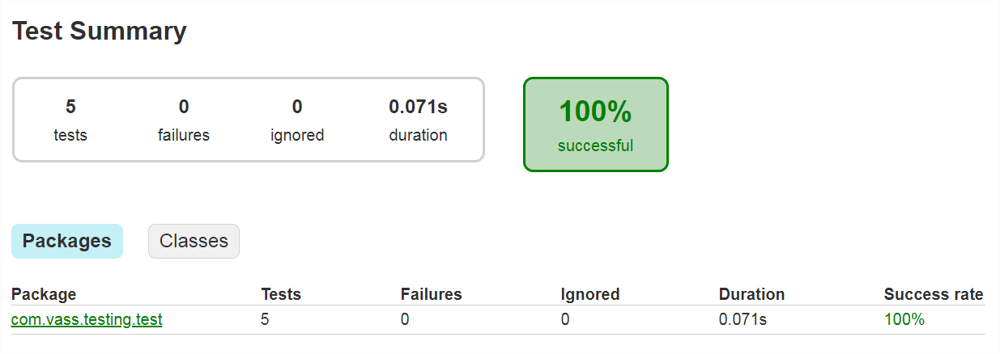 Test Summary
5 0 0 0.071s
tests failures ignored duration
100%
successful
Packages Classes
Package Tests Failures Ignored Duration Success rate
com.vass.testing.test 5 0 0 0.071s 100%